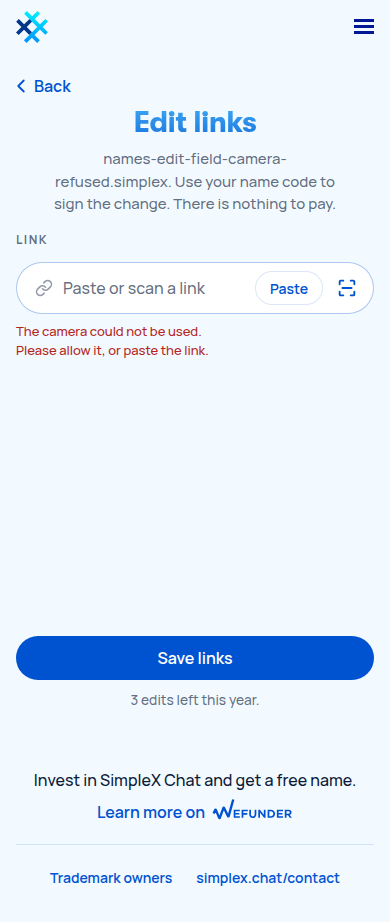 Back
Edit links
names-edit-field-camera-
refused.simplex. Use your name code to
sign the change. There is nothing to pay.
LINK
Paste or scan a link
Paste
The camera could not be used.
Please allow it, or paste the link.
Save links
3 edits left this year.
Invest in SimpleX Chat and get a free name.
Learn more on WEFUNDER
Trademark owners simplex.chat/contact